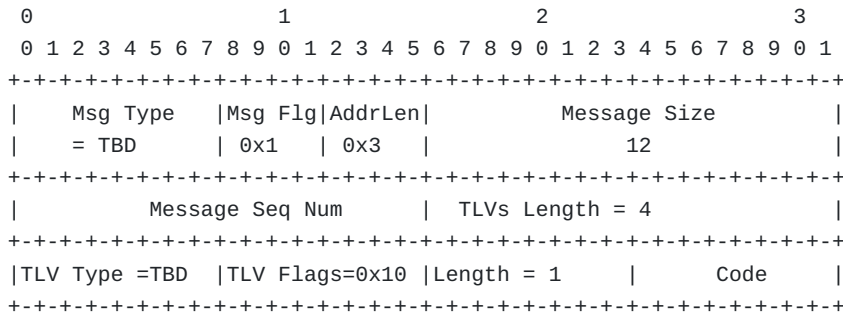 0                   1                   2                   3
 0 1 2 3 4 5 6 7 8 9 0 1 2 3 4 5 6 7 8 9 0 1 2 3 4 5 6 7 8 9 0 1
+-+-+-+-+-+-+-+-+-+-+-+-+-+-+-+-+-+-+-+-+-+-+-+-+-+-+-+-+-+-+-+-+
|    Msg Type   |Msg Flg|AddrLen|          Message Size         |
|    = TBD      | 0x1   | 0x3   |               12              |
+-+-+-+-+-+-+-+-+-+-+-+-+-+-+-+-+-+-+-+-+-+-+-+-+-+-+-+-+-+-+-+-+
|          Message Seq Num      |  TLVs Length = 4              |
+-+-+-+-+-+-+-+-+-+-+-+-+-+-+-+-+-+-+-+-+-+-+-+-+-+-+-+-+-+-+-+-+
|TLV Type =TBD  |TLV Flags=0x10 |Length = 1     |      Code     |
+-+-+-+-+-+-+-+-+-+-+-+-+-+-+-+-+-+-+-+-+-+-+-+-+-+-+-+-+-+-+-+-+